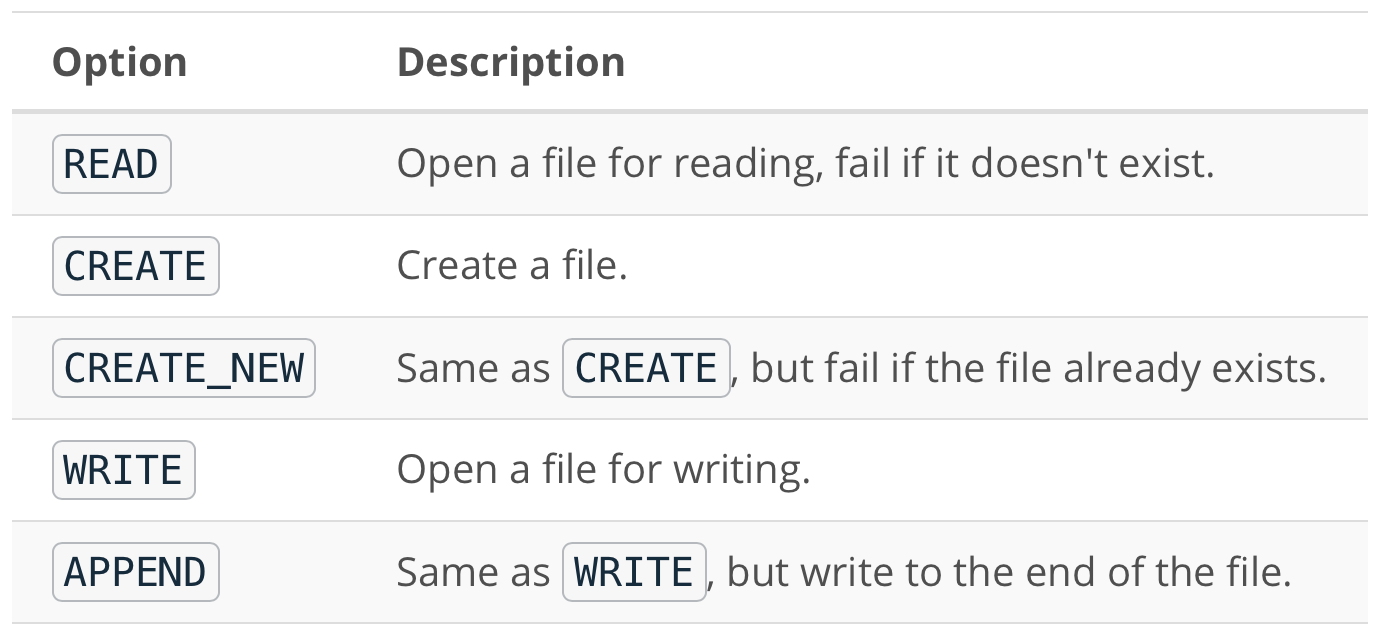 Option Description
READ Open a file for reading, fail if it doesn't exist.
CREATE Create a file.
CREATE_NEW Same as CREATE, but fail if the file already exists.
WRITE Open a file for writing.
APPEND Same as WRITE, but write to the end of the file.